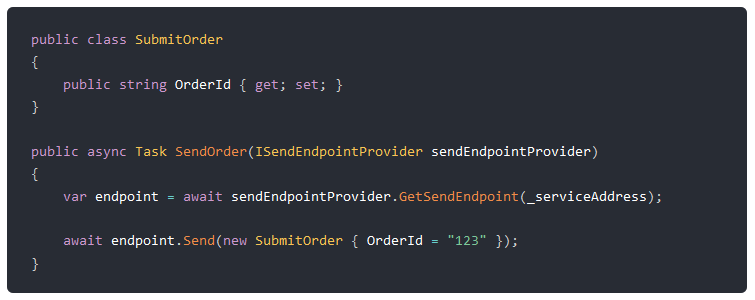 public class SubmitOrder
{
    public string OrderId { get; set; }
}

public async Task SendOrder(ISendEndpointProvider sendEndpointProvider)
{
    var endpoint = await sendEndpointProvider.GetSendEndpoint(_serviceAddress);

    await endpoint.Send(new SubmitOrder { OrderId = "123" });
}